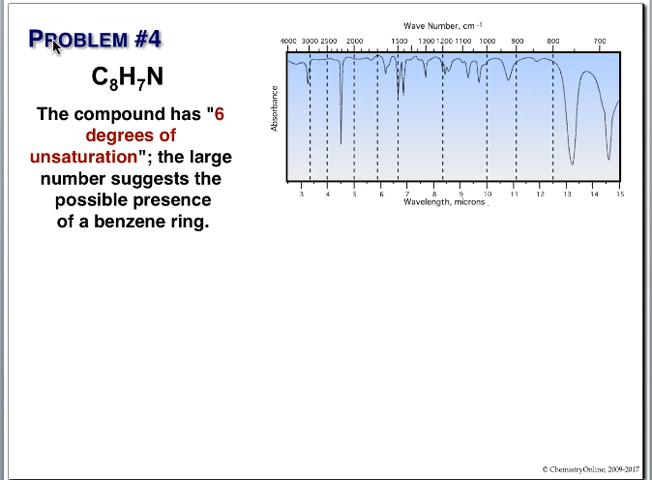 PROBLEM #4
C8H7N
The compound has "6
degrees of
unsaturation"; the large
number suggests the
possible presence
of a benzene ring.
Wave Number, cm -1
4000 3000 2500 2000 1500 1300 1200 1100 1000 900 800 700
Absorbance
3 4 5 6 7 8 9 10 11 12 13 14 15
Wavelength, microns
© ChemistryOnline, 2009-2017